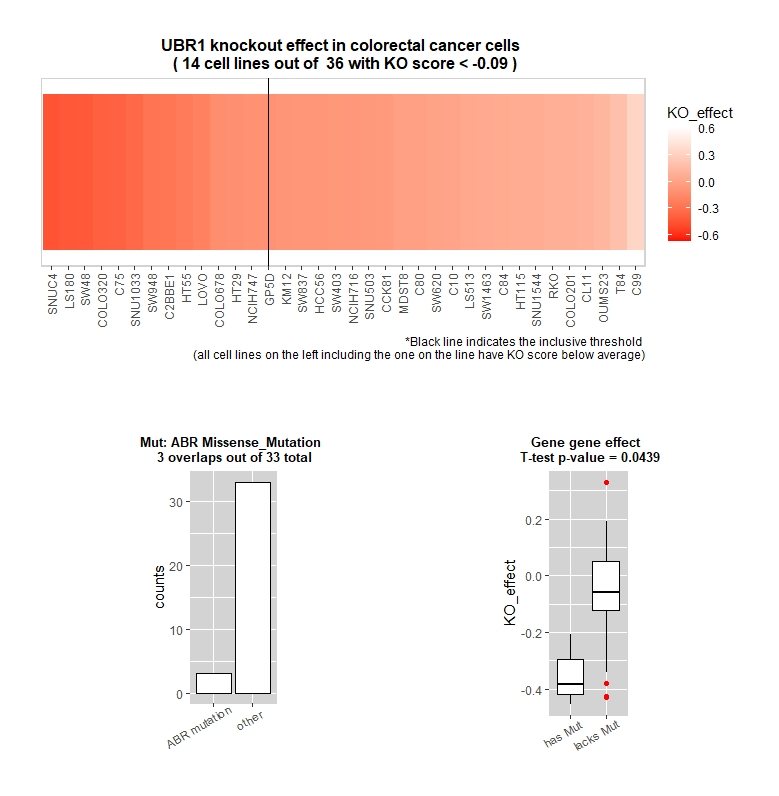 UBR1 knockout effect in colorectal cancer cells
( 14 cell lines out of  36 with KO score < -0.09 )
KO_effect
0.6
0.3
0.0
-0.3
-0.6
SNUC4
LS180
SW48
COLO320
C75
SNU1033
SW948
C2BBE1
HT55
LOVO
COLO678
HT29
NCIH747
GP5D
KM12
SW837
HCC56
SW403
NCIH716
SNU503
CCK81
MDST8
C80
SW620
C10
LS513
SW1463
C84
HT115
SNU1544
RKO
COLO201
CL11
OUMS23
T84
C99
*Black line indicates the inclusive threshold
(all cell lines on the left including the one on the line have KO score below average)
Mut: ABR Missense_Mutation
3 overlaps out of 33 total
counts
30
20
10
0
ABR mutation
other
Gene gene effect
T-test p-value = 0.0439
KO_effect
0.2
0.0
-0.2
-0.4
has Mut
lacks Mut